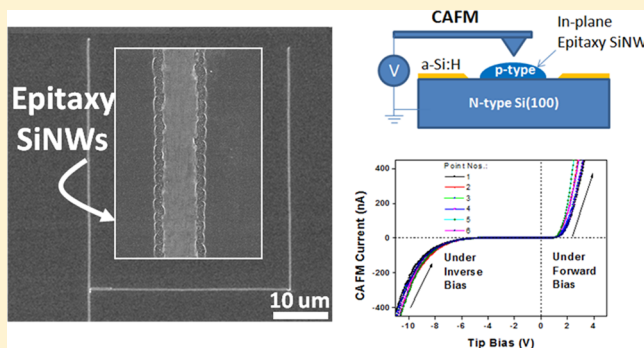 Epitaxy
SiNWs
10 um
CAFM
In-plane
Epitaxy SiNW
a-Si:H
V
p-type
N-type Si(100)
CAFM Current (nA)
400
200
0
-200
-400
Point Nos.:
1
2
3
4
5
6
Under
Inverse
Bias
Under
Forward
Bias
-10
-8
-6
-4
-2
0
2
4
Tip Bias (V)